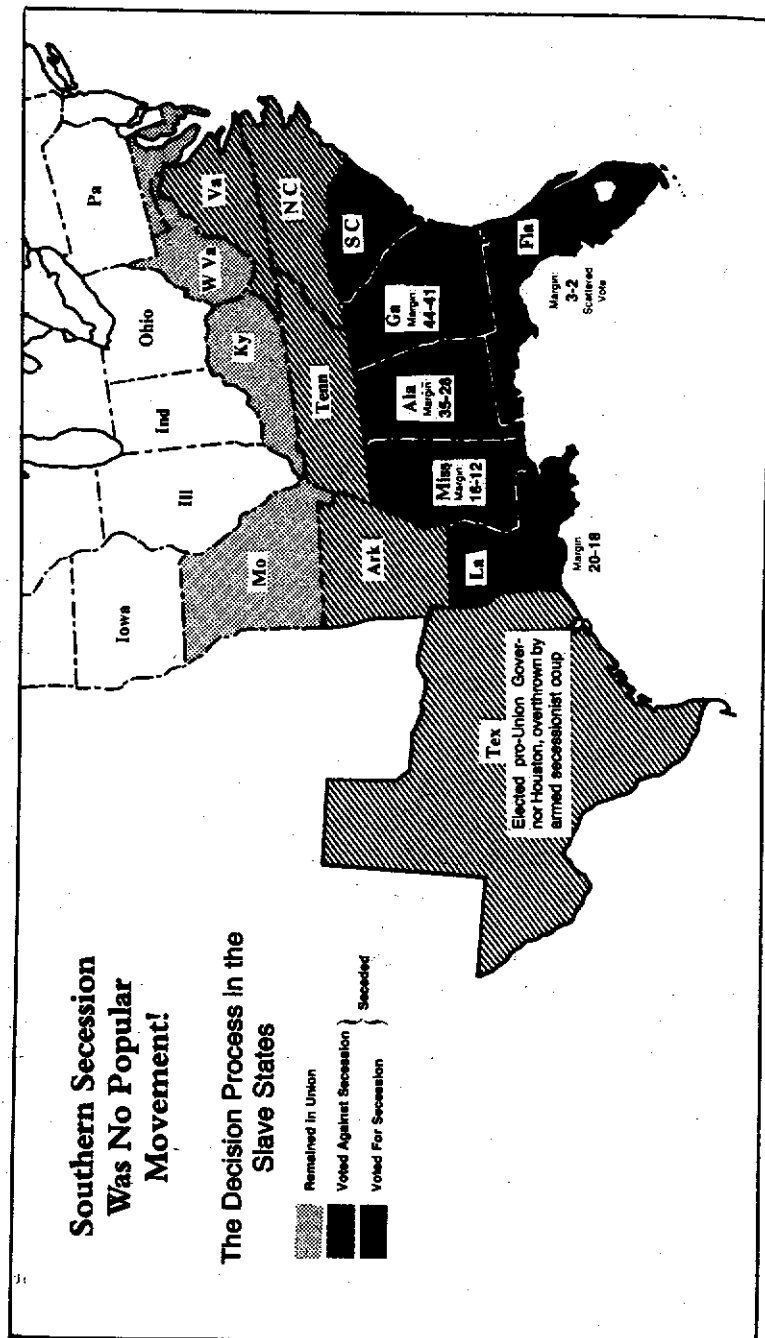 Southern Secession
Was No Popular
Movement!
The Decision Process In the
Slave States
Remained in Union
Voted Against Secession
Voted For Secession
Seceded
Iowa
Ill
Ind
Ohio
Pa
Mo
Ky
W Va
Va
N C
Tenn
Ark
S C
Tex
Elected pro-Union Gover-
nor Houston, overthrown by
armed secessionist coup
La
Margin
20-18
Miss
Margin:
16-12
Ala
Margin:
35-28
Ga
Margin:
44-41
Fla
Margin:
3-2
Scattered
Vote